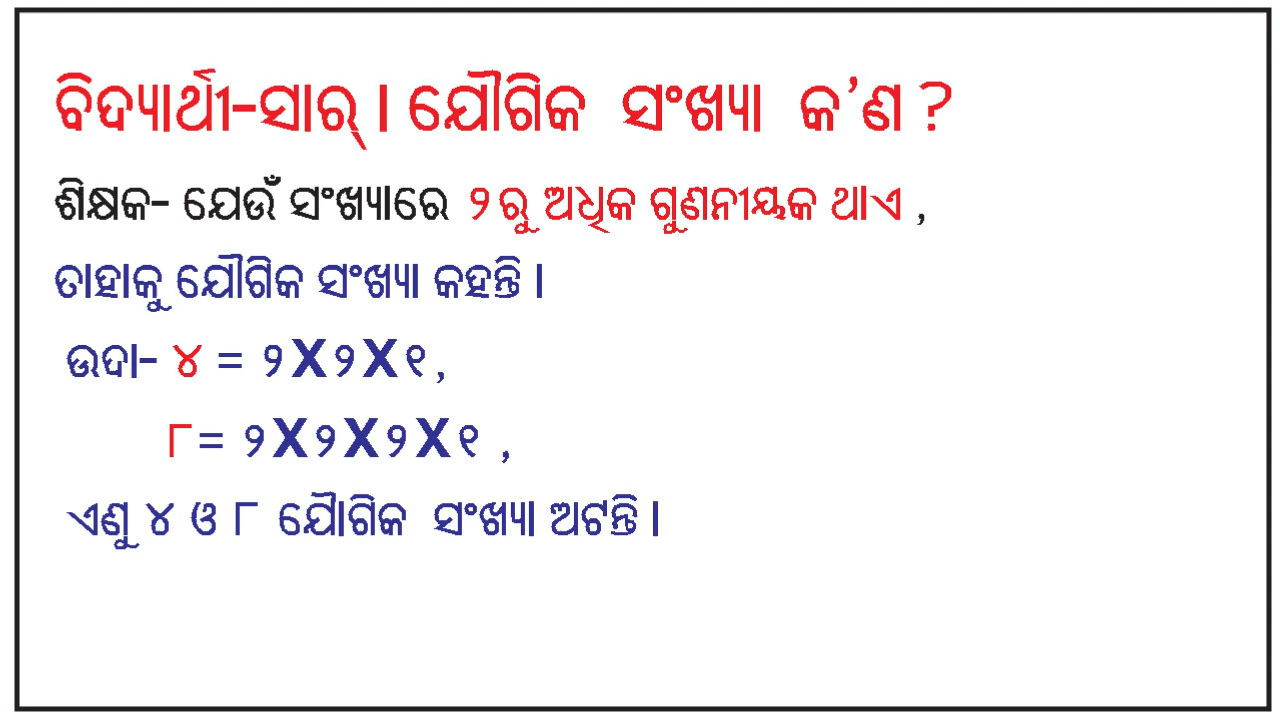 ବିଦ୍ୟାର୍ଥୀ-ସାର୍ । ଯୌଗିକ ସଂଖ୍ୟା କ'ଣ ?
ଶିକ୍ଷକ- ଯେଉଁ ସଂଖ୍ୟାରେ ୨ରୁ ଅଧିକ ଗୁଣନୀୟକ ଥାଏ ,
ତାହାକୁ ଯୌଗିକ ସଂଖ୍ୟା କହନ୍ତି ।
ଉଦା- ୪ = ୨X୨X୧,
୮= ୨X୨X୨X୧ ,
ଏଣୁ ୪ ଓ ୮ ଯୌଗିକ ସଂଖ୍ୟା ଅଟନ୍ତି ।